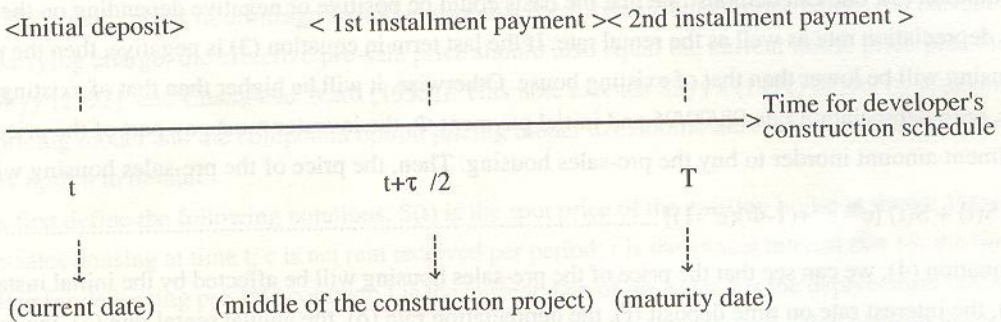 <Initial deposit> < 1st installment payment >< 2nd installment payment >
Time for developer's
construction schedule
t t+τ /2 T
(current date) (middle of the construction project) (maturity date)